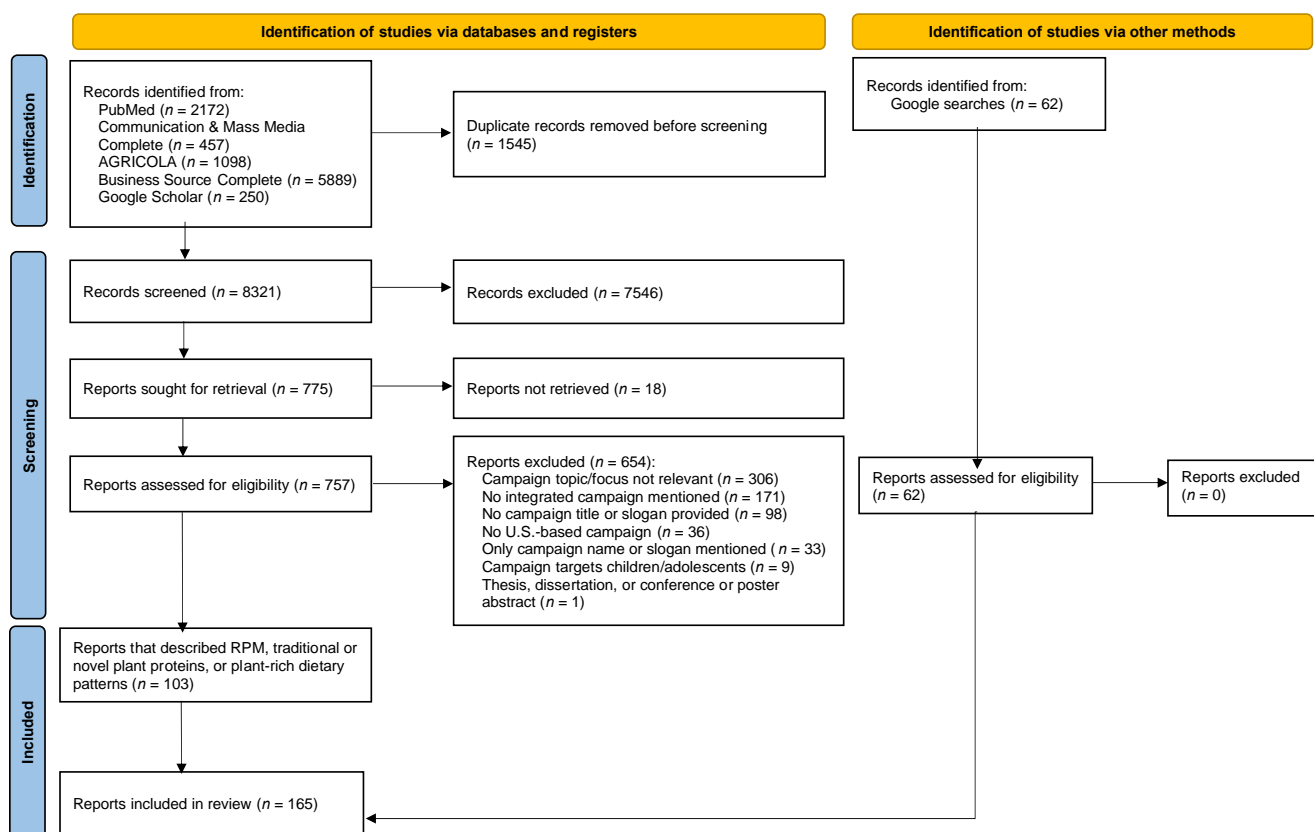 Identification of studies via databases and registers
Identification of studies via other methods
Identification
Records identified from:
PubMed (n = 2172)
Communication & Mass Media
Complete (n = 457)
AGRICOLA (n = 1098)
Business Source Complete (n = 5889)
Google Scholar (n = 250)
Duplicate records removed before screening
(n = 1545)
Records identified from:
Google searches (n = 62)
Screening
Records screened (n = 8321)
Records excluded (n = 7546)
Reports sought for retrieval (n = 775)
Reports not retrieved (n = 18)
Reports assessed for eligibility (n = 757)
Reports excluded (n = 654):
Campaign topic/focus not relevant (n = 306)
No integrated campaign mentioned (n = 171)
No campaign title or slogan provided (n = 98)
No U.S.-based campaign (n = 36)
Only campaign name or slogan mentioned (n = 33)
Campaign targets children/adolescents (n = 9)
Thesis, dissertation, or conference or poster
abstract (n = 1)
Reports assessed for eligibility
(n = 62)
Reports excluded
(n = 0)
Included
Reports that described RPM, traditional or
novel plant proteins, or plant-rich dietary
patterns (n = 103)
Reports included in review (n = 165)